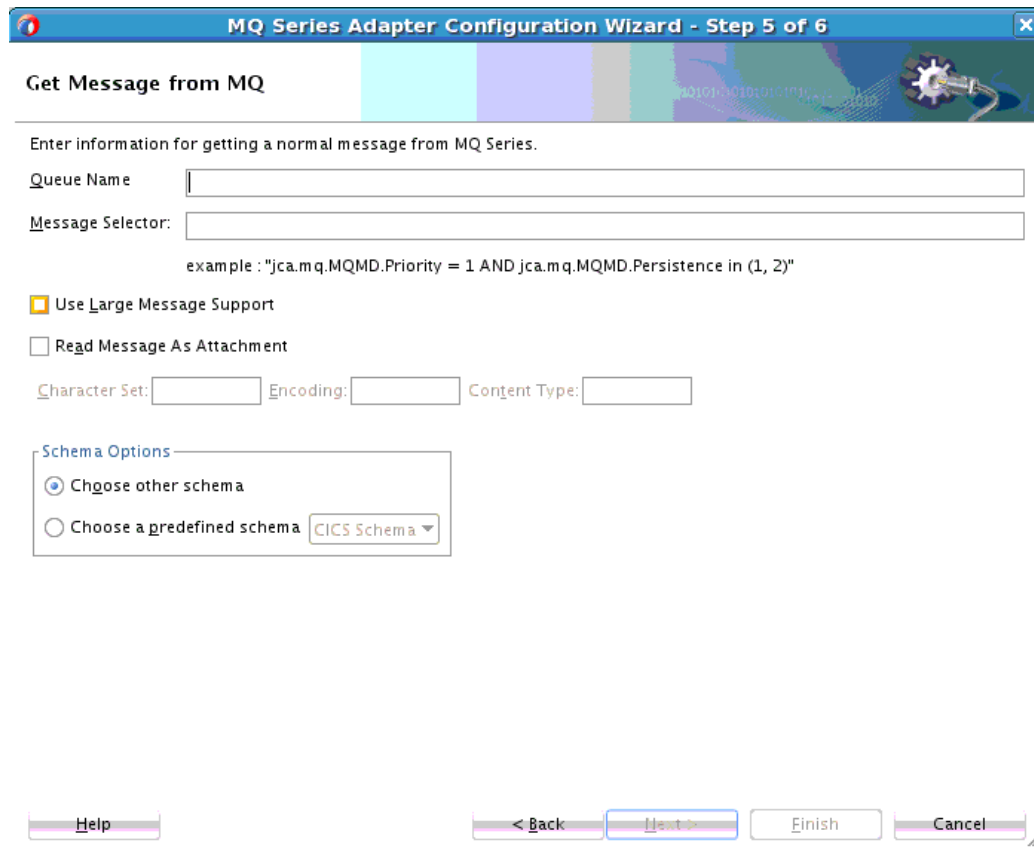 MQ Series Adapter Configuration Wizard - Step 5 of 6
Get Message from MQ
Enter information for getting a normal message from MQ Series.
Queue Name
Message Selector:
example : "jca.mq.MQMD.Priority = 1 AND jca.mq.MQMD.Persistence in (1, 2)"
Use Large Message Support
Read Message As Attachment
Character Set: Encoding: Content Type:
Schema Options
Choose other schema
Choose a predefined schema CICS Schema
Help < Back Next > Finish Cancel